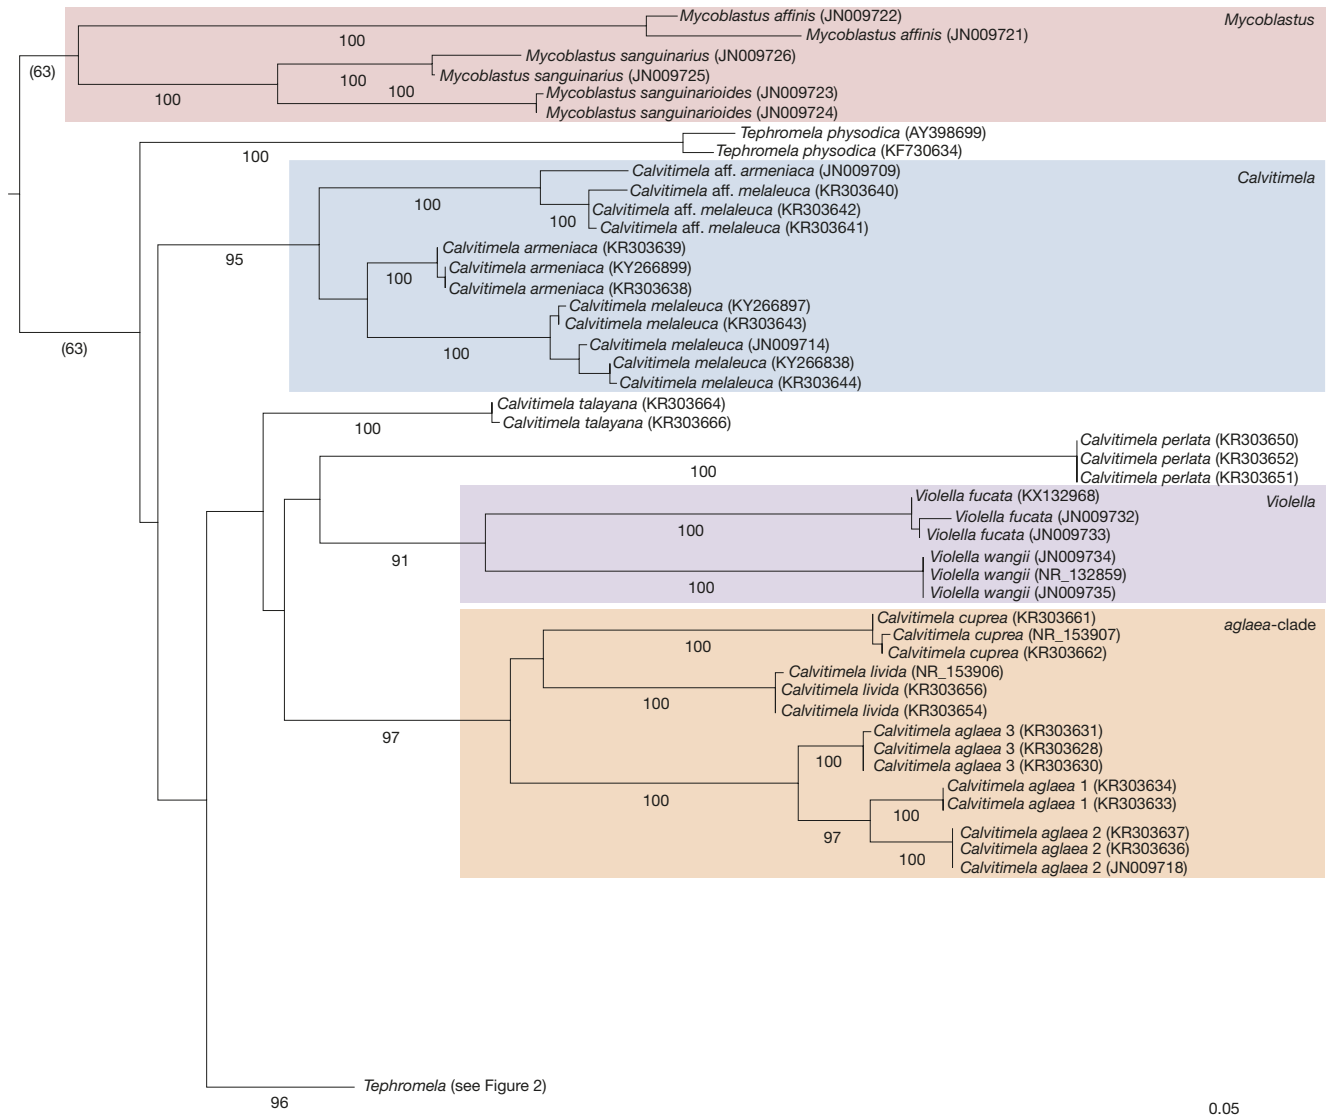 Mycoblastus affinis (JN009722)
Mycoblastus
Mycoblastus affinis (JN009721)
100
Mycoblastus sanguinarius (JN009726)
(63)
Mycoblastus sanguinarius (JN009725)
100
100
Mycoblastus sanguinarioides (JN009723)
100
Mycoblastus sanguinarioides (JN009724)
Tephromela physodica (AY398699)
Tephromela physodica (KF730634)
100
Calvitimela aff. armeniaca (JN009709)
Calvitimela
Calvitimela aff. melaleuca (KR303640)
100
Calvitimela aff. melaleuca (KR303642)
100
Calvitimela aff. melaleuca (KR303641)
Calvitimela armeniaca (KR303639)
95
Calvitimela armeniaca (KY266899)
100
Calvitimela armeniaca (KR303638)
Calvitimela melaleuca (KY266897)
Calvitimela melaleuca (KR303643)
Calvitimela melaleuca (JN009714)
(63)
100
Calvitimela melaleuca (KY266838)
Calvitimela melaleuca (KR303644)
Calvitimela talayana (KR303664)
Calvitimela talayana (KR303666)
100
Calvitimela perlata (KR303650)
Calvitimela perlata (KR303652)
100
Calvitimela perlata (KR303651)
Violella fucata (KX132968)
Violella
Violella fucata (JN009732)
100
Violella fucata (JN009733)
91
Violella wangii (JN009734)
Violella wangii (NR_132859)
100
Violella wangii (JN009735)
Calvitimela cuprea (KR303661)
aglaea-clade
Calvitimela cuprea (NR_153907)
100
Calvitimela cuprea (KR303662)
Calvitimela livida (NR_153906)
Calvitimela livida (KR303656)
100
Calvitimela livida (KR303654)
Calvitimela aglaea 3 (KR303631)
97
Calvitimela aglaea 3 (KR303628)
100
Calvitimela aglaea 3 (KR303630)
Calvitimela aglaea 1 (KR303634)
100
Calvitimela aglaea 1 (KR303633)
100
Calvitimela aglaea 2 (KR303637)
97
Calvitimela aglaea 2 (KR303636)
100
Calvitimela aglaea 2 (JN009718)
Tephromela (see Figure 2)
96
0.05